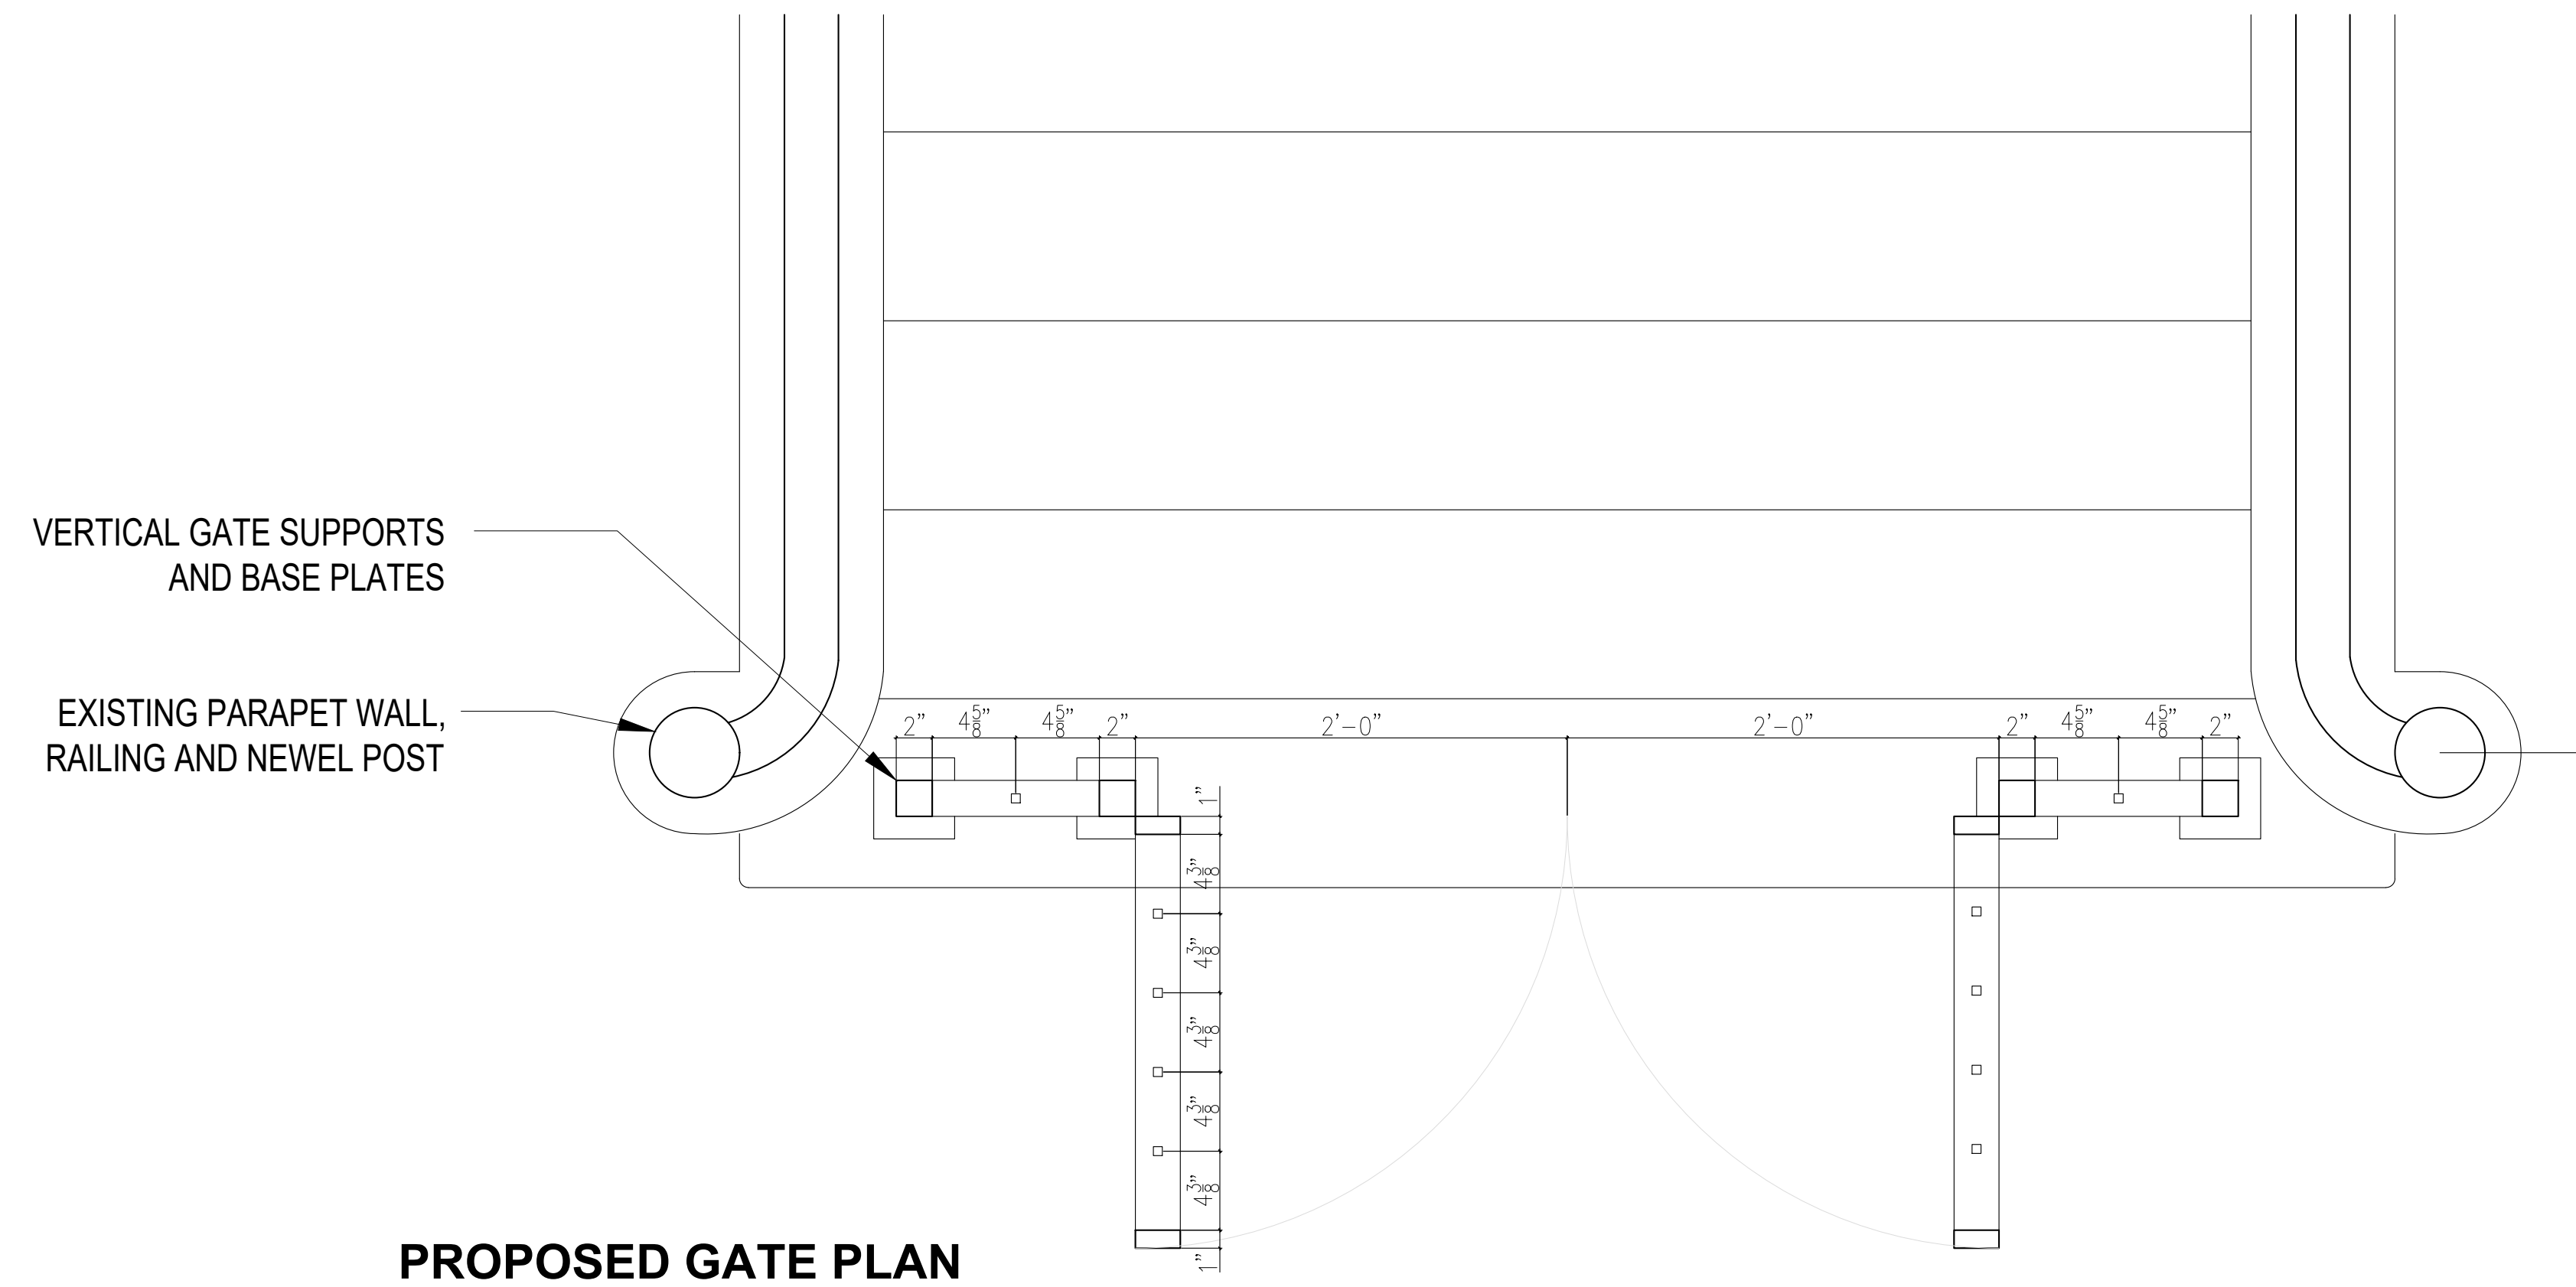 VERTICAL GATE SUPPORTS
AND BASE PLATES
EXISTING PARAPET WALL,
RAILING AND NEWEL POST
2” 4⅝” 4⅝” 2” 2’-0” 2’-0” 2” 4⅝” 4⅝” 2”
1”
4⅜”
4⅜”
4⅜”
4⅜”
4⅜”
1”
PROPOSED GATE PLAN